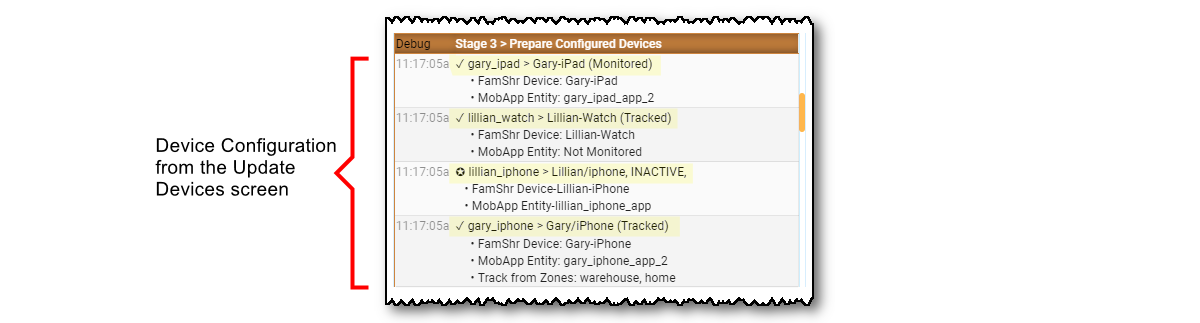 Device Configuration
from the Update
Devices screen
Debug Stage 3 > Prepare Configured Devices
11:17:05a ✓ gary_ipad > Gary-iPad (Monitored)
• FamShr Device: Gary-iPad
• MobApp Entity: gary_ipad_app_2
11:17:05a ✓ lillian_watch > Lillian-Watch (Tracked)
• FamShr Device: Lillian-Watch
• MobApp Entity: Not Monitored
11:17:05a ✪ lillian_iphone > Lillian/iphone, INACTIVE,
• FamShr Device-Lillian-iPhone
• MobApp Entity-lillian_iphone_app
11:17:05a ✓ gary_iphone > Gary/iPhone (Tracked)
• FamShr Device: Gary-iPhone
• MobApp Entity: gary_iphone_app_2
• Track from Zones: warehouse, home